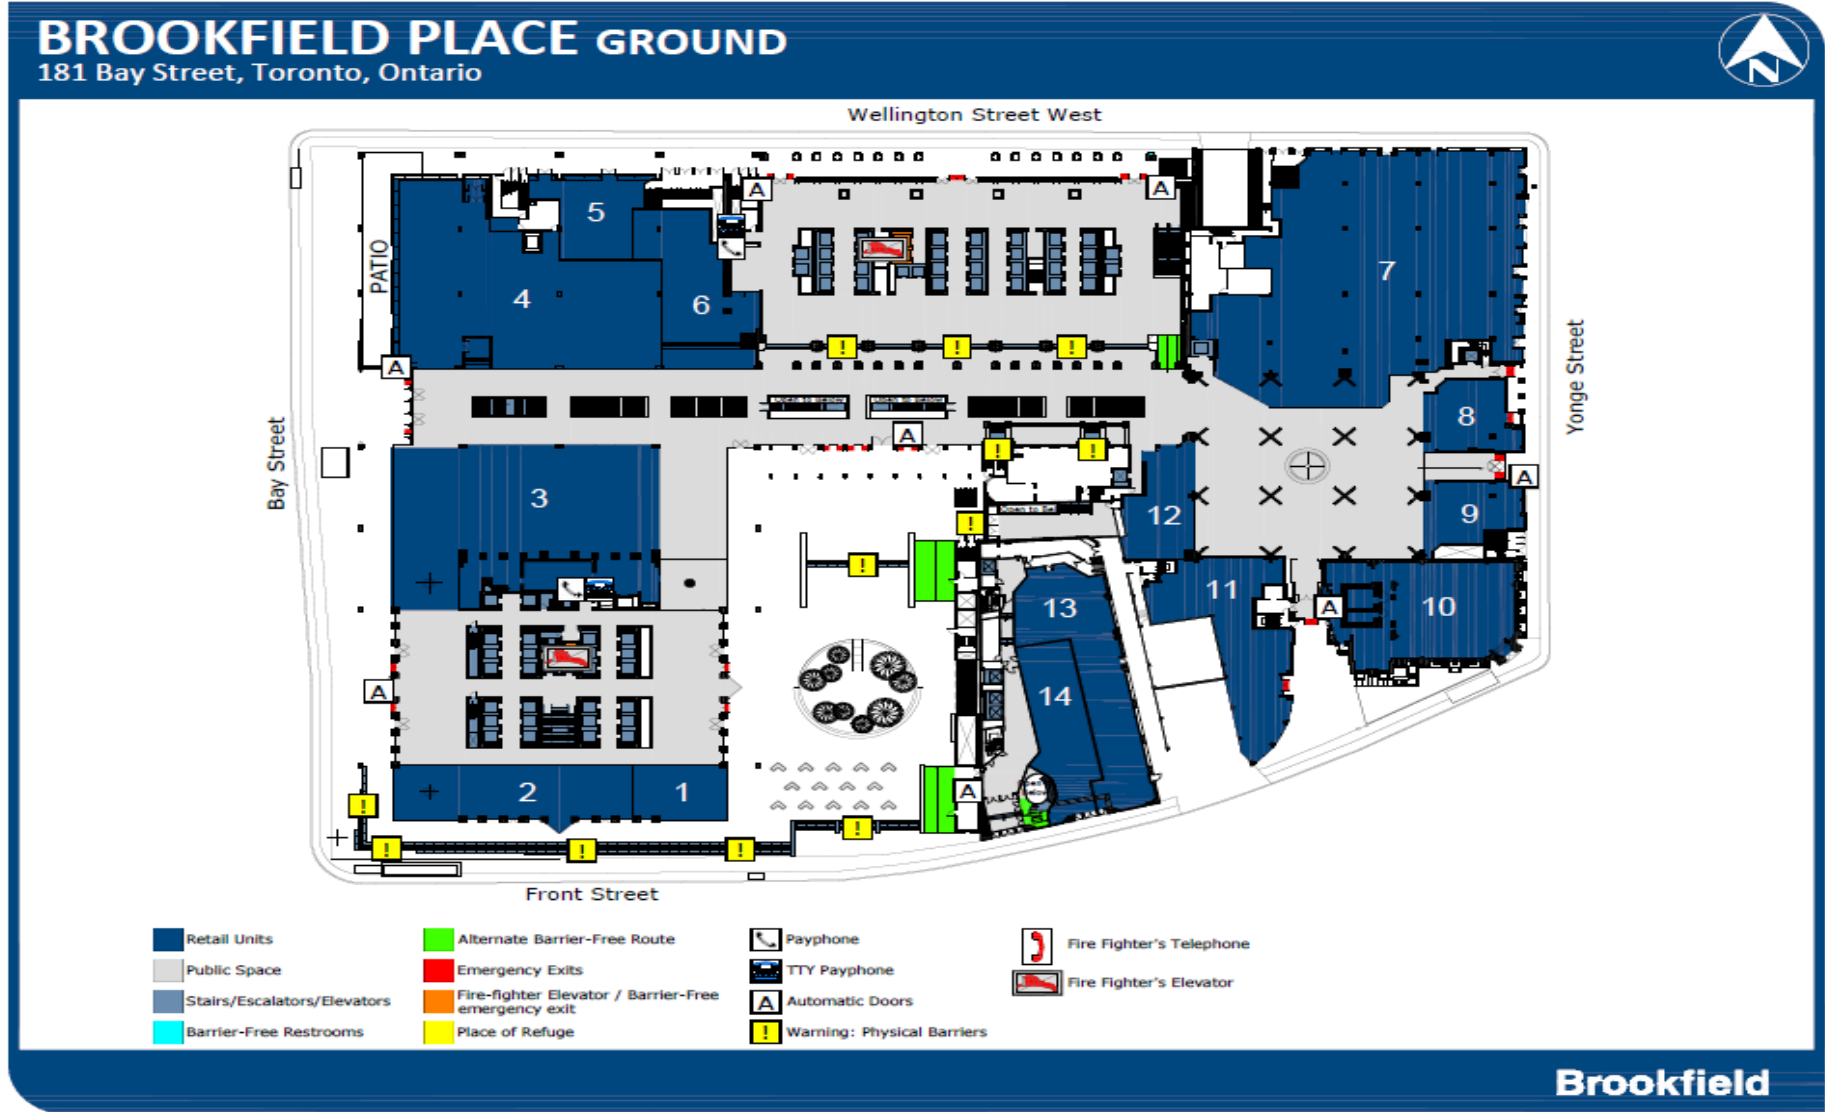 BROOKFIELD PLACE GROUND
181 Bay Street, Toronto, Ontario
N
Wellington Street West
A
A
5
PATIO
4
6
7
!
!
!
A
Yonge Street
8
Bay Street
A
!
!
A
3
12
9
!
!
11
10
A
13
14
A
2
1
A
!
!
!
!
!
Front Street
Retail Units
Public Space
Stairs/Escalators/Elevators
Barrier-Free Restrooms
Alternate Barrier-Free Route
Emergency Exits
Fire-fighter Elevator / Barrier-Free
emergency exit
Place of Refuge
Payphone
TTY Payphone
A Automatic Doors
! Warning: Physical Barriers
Fire Fighter's Telephone
Fire Fighter's Elevator
Brookfield